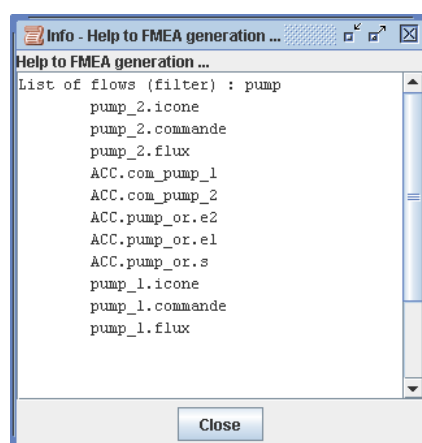 Info - Help to FMEA generation ...
Help to FMEA generation ...
List of flows (filter) : pump
pump_2.icone
pump_2.commande
pump_2.flux
ACC.com_pump_1
ACC.com_pump_2
ACC.pump_or.e2
ACC.pump_or.e1
ACC.pump_or.s
pump_1.icone
pump_1.commande
pump_1.flux
Close